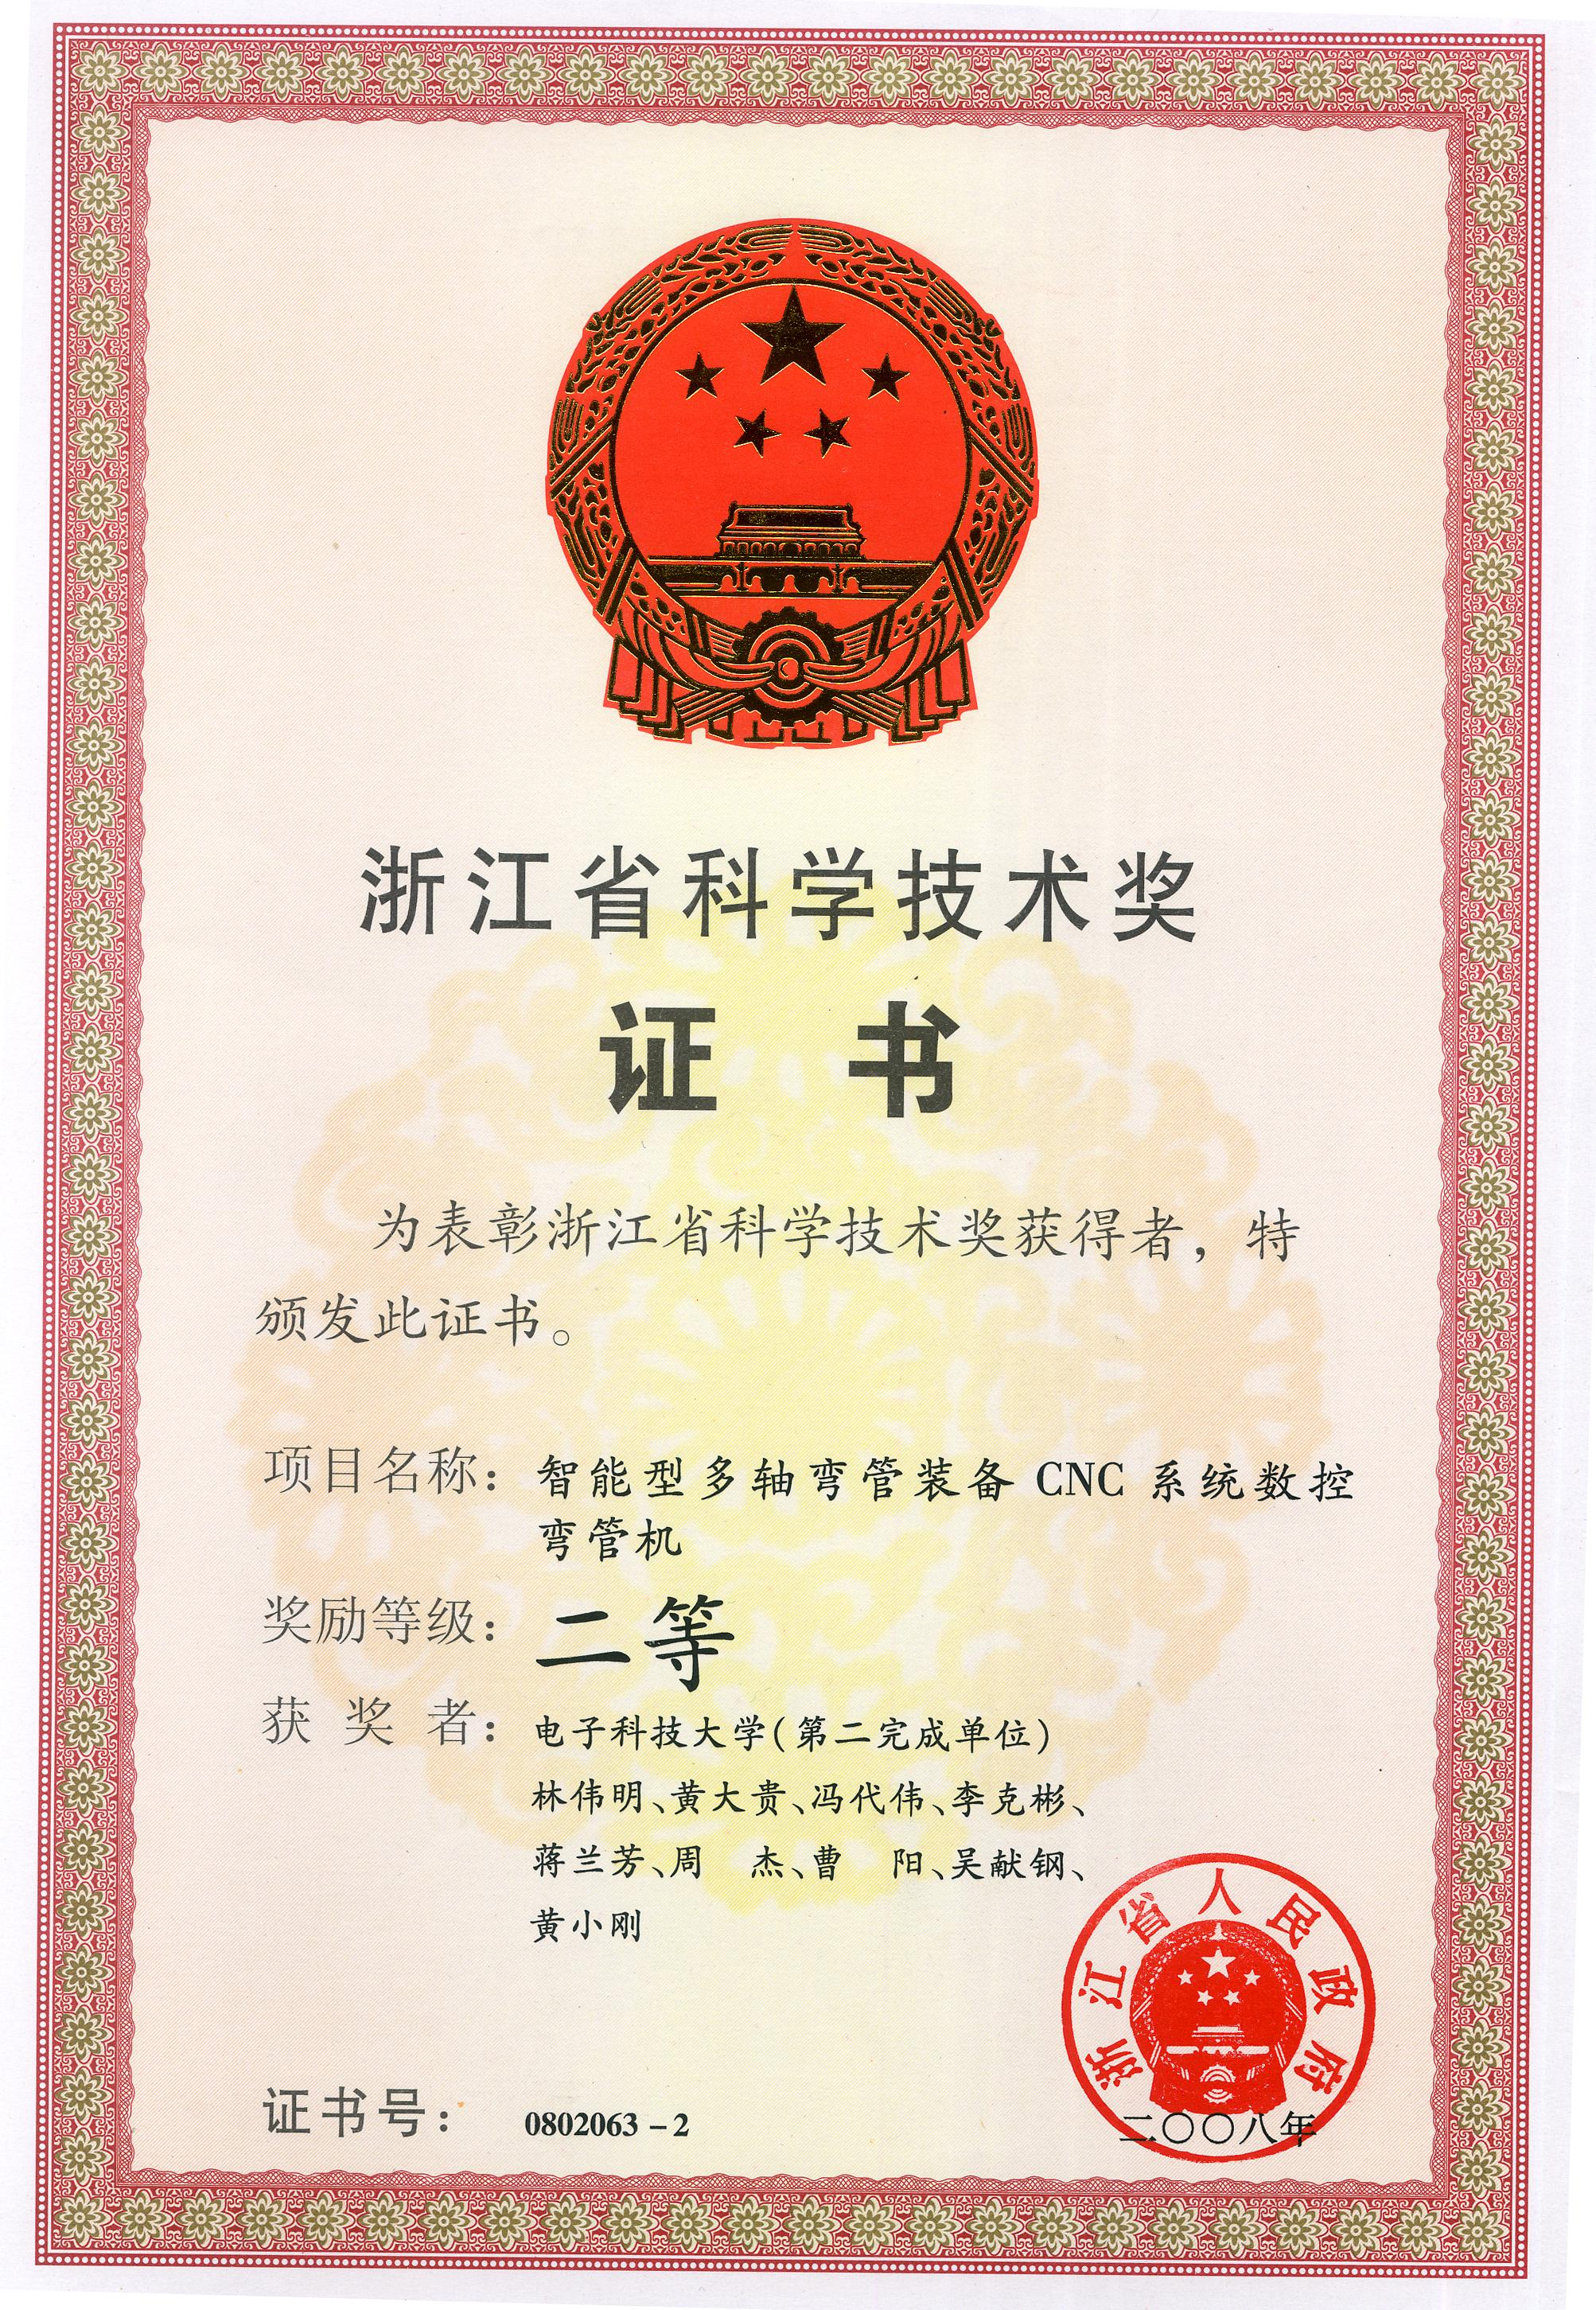 浙江省科学技术奖
证 书
为表彰浙江省科学技术奖获得者，特
颁发此证书。
项目名称：智能型多轴弯管装备 CNC 系统数控
弯管机
奖励等级：二等
获 奖 者：电子科技大学(第二完成单位)
林伟明、黄大贵、冯代伟、李克彬、
蒋兰芳、周 杰、曹 阳、吴献钢、
黄小刚
浙江省人民政府
证书号： 0802063-2
二〇〇八年